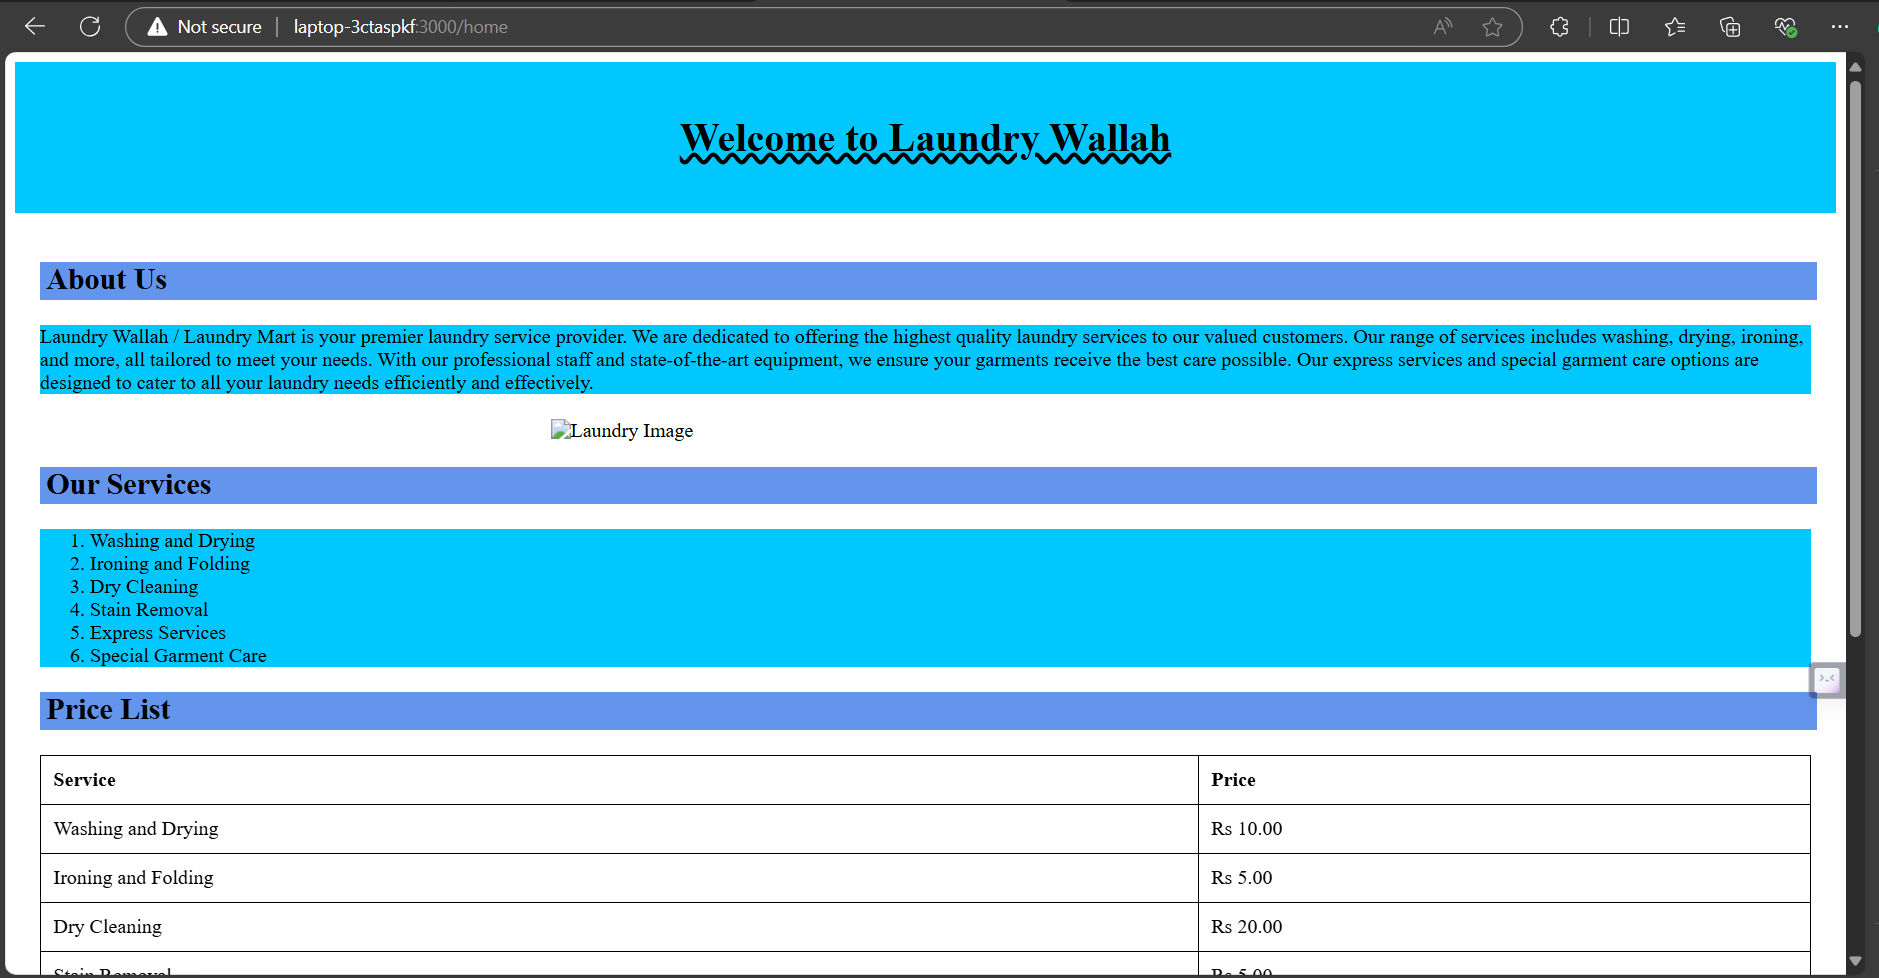 Not secure
laptop-3ctaspkf:3000/home
Welcome to Laundry Wallah
About Us
Laundry Wallah / Laundry Mart is your premier laundry service provider. We are dedicated to offering the highest quality laundry services to our valued customers. Our range of services includes washing, drying, ironing,
and more, all tailored to meet your needs. With our professional staff and state-of-the-art equipment, we ensure your garments receive the best care possible. Our express services and special garment care options are
designed to cater to all your laundry needs efficiently and effectively.
Laundry Image
Our Services
1. Washing and Drying
2. Ironing and Folding
3. Dry Cleaning
4. Stain Removal
5. Express Services
6. Special Garment Care
Price List
Service Price
Washing and Drying Rs 10.00
Ironing and Folding Rs 5.00
Dry Cleaning Rs 20.00
Stain Removal Rs 5.00